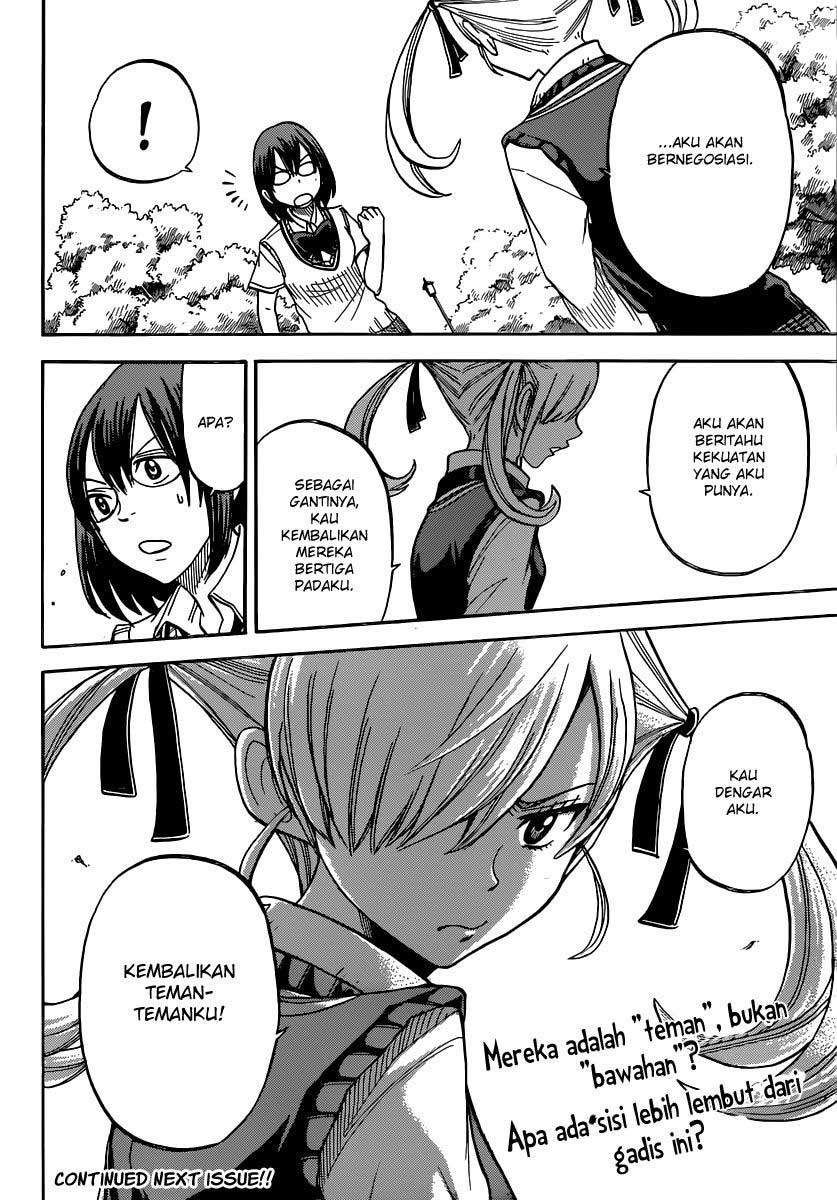 ...AKU AKAN
BERNEGOSIASI.
!
AKU AKAN
BERITAHU
KEKUATAN
YANG AKU
PUNYA.
SEBAGAI
GANTINYA,
KAU
KEMBALIKAN
MEREKA
BERTIGA
PADAKU.
APA?
KAU
DENGAR
AKU.
KEMBALIKAN
TEMAN-
TEMANKU!
Mereka adalah "teman", bukan
"bawahan"?
Apa ada sisi lebih lembut dari
gadis ini?
CONTINUED NEXT ISSUE!!